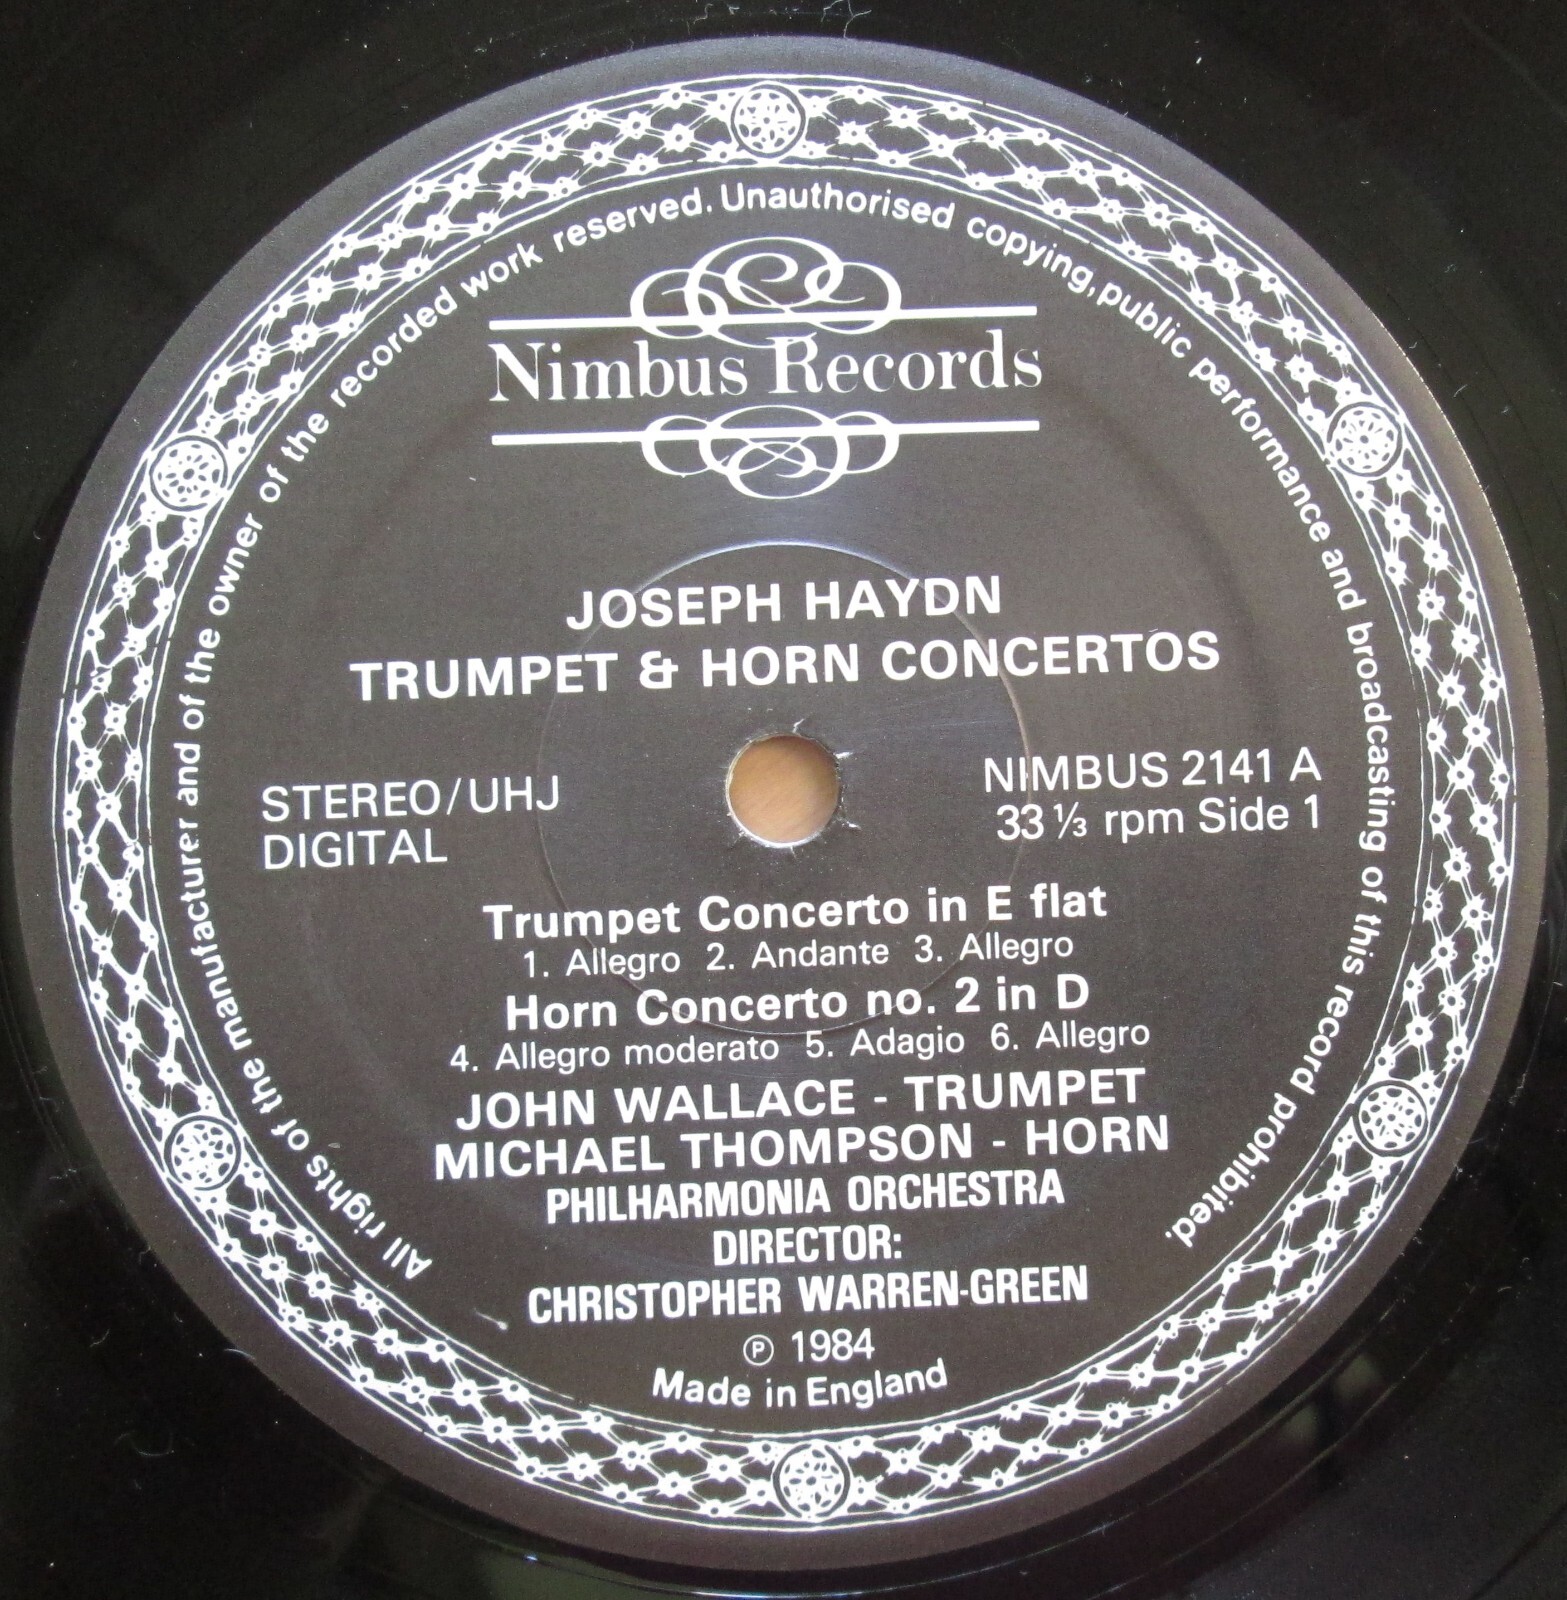 All rights of the manufacturer and of the owner of the recorded work reserved. Unauthorised copying, public performance and broadcasting of this record prohibited.
Nimbus Records
JOSEPH HAYDN
TRUMPET & HORN CONCERTOS
STEREO/UHJ
DIGITAL
NIMBUS 2141 A
33 ⅓ rpm Side 1
Trumpet Concerto in E flat
1. Allegro 2. Andante 3. Allegro
Horn Concerto no. 2 in D
4. Allegro moderato 5. Adagio 6. Allegro
JOHN WALLACE - TRUMPET
MICHAEL THOMPSON - HORN
PHILHARMONIA ORCHESTRA
DIRECTOR:
CHRISTOPHER WARREN-GREEN
℗ 1984
Made in England